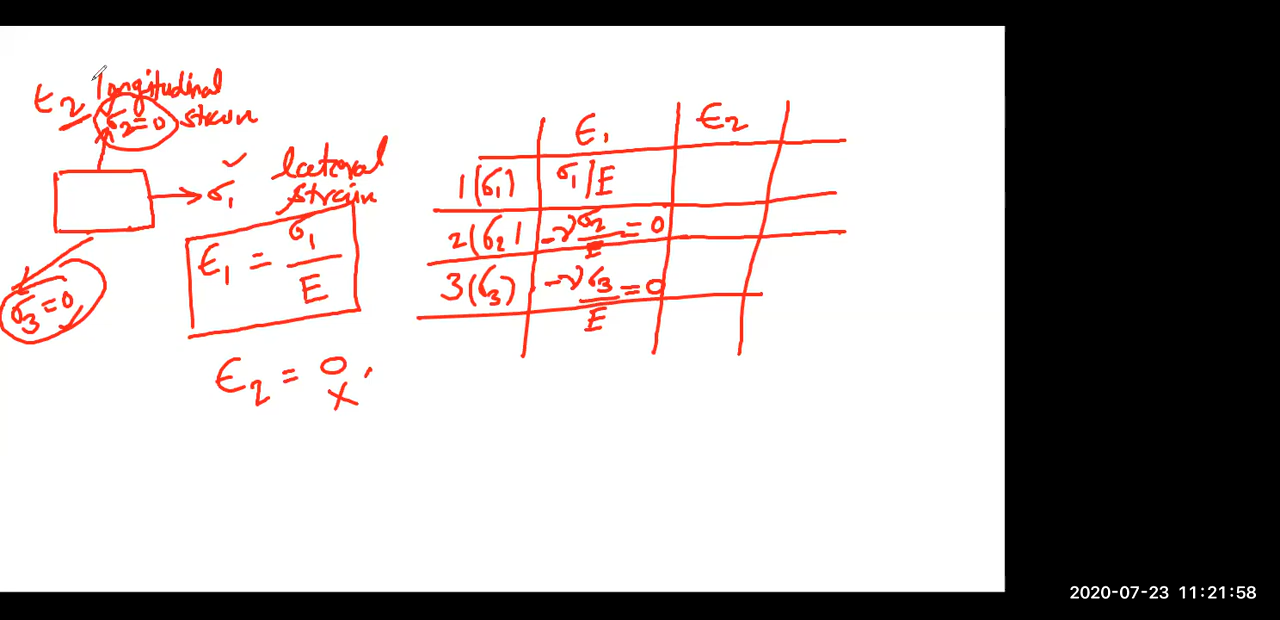 ϵ2 longitudinal
strain
σ2=0
σ1
lateral
strain
σ3=0
ϵ1 = σ1/E
ϵ2 = 0
x
ϵ1 ϵ2
1(σ1) σ1/E
2(σ2) -νσ2/E = 0
3(σ3) -νσ3/E = 0
2020-07-23 11:21:58